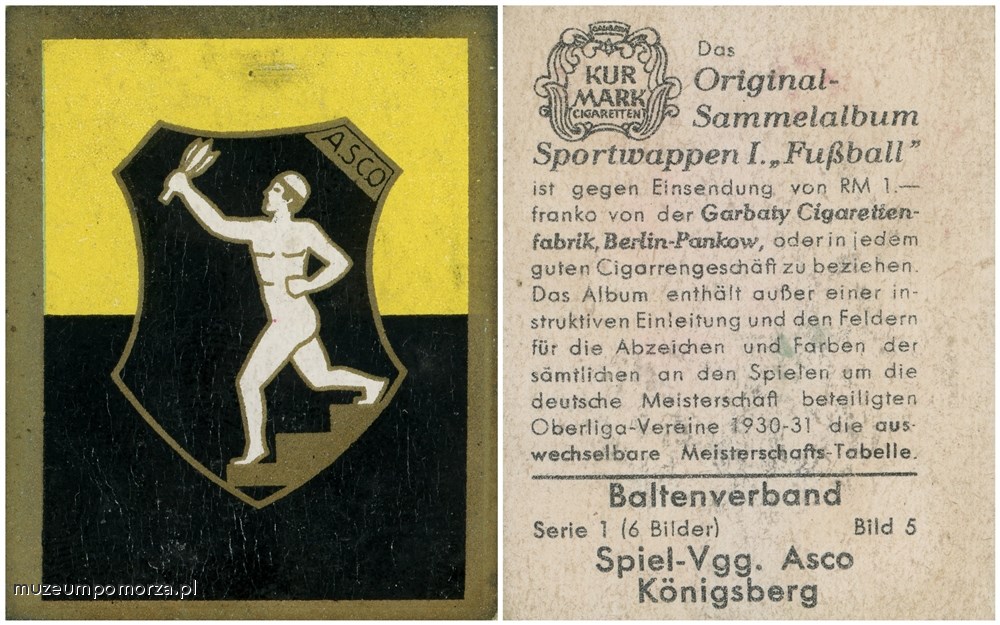 A.S.C.O
muzeumpomorza.pl
KUR
MARK
CIGARETTEN
Das
Original-
Sammelalbum
Sportwappen I. „Fußball”
ist gegen Einsendung von RM 1.—
franko von der Garbaty Cigaretten-
fabrik, Berlin-Pankow, oder in jedem
guten Cigarrengeschäft zu beziehen.
Das Album enthält außer einer in-
struktiven Einleitung und den Feldern
für die Abzeichen und Farben der
sämtlichen an den Spielen um die
deutsche Meisterschaft beteiligten
Oberliga-Vereine 1930-31 die aus-
wechselbare Meisterschafts-Tabelle.
Baltenverband
Serie 1 (6 Bilder) Bild 5
Spiel-Vgg. Asco
Königsberg